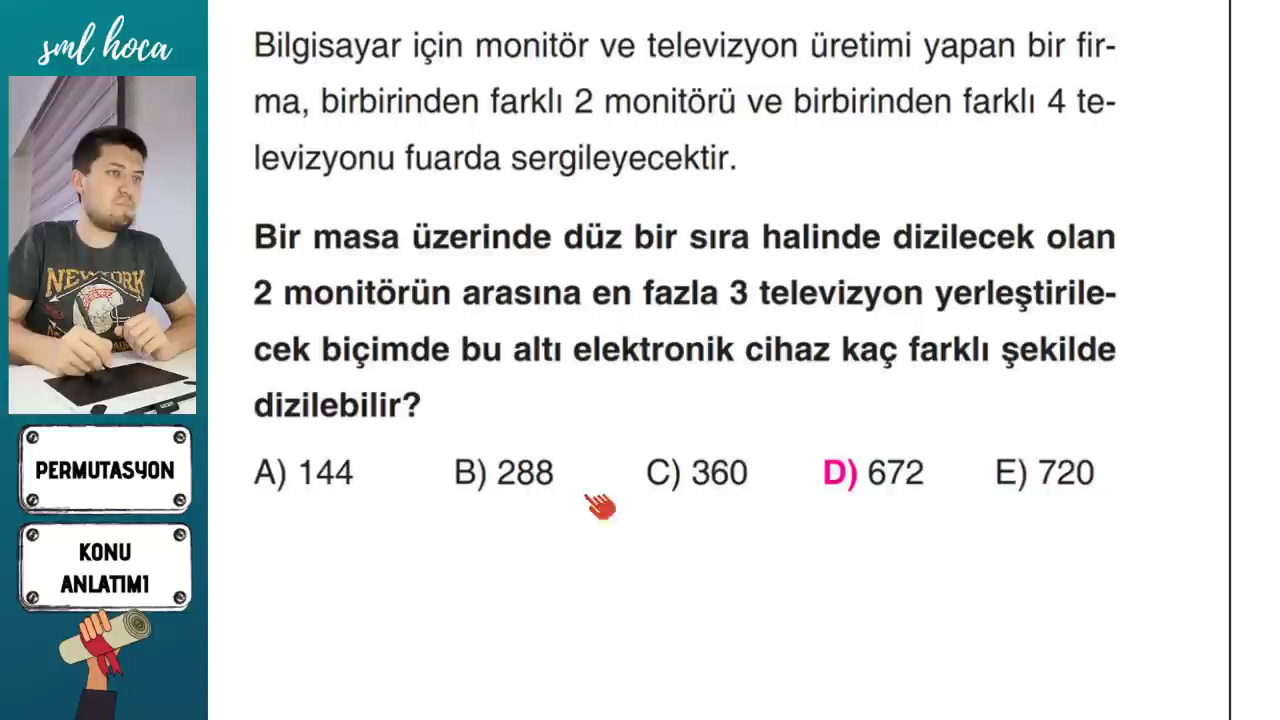 sml hoca
Bilgisayar için monitör ve televizyon üretimi yapan bir fir-
ma, birbirinden farklı 2 monitörü ve birbirinden farklı 4 te-
levizyonu fuarda sergileyecektir.
Bir masa üzerinde düz bir sıra halinde dizilecek olan
2 monitörün arasına en fazla 3 televizyon yerleştirile-
cek biçimde bu altı elektronik cihaz kaç farklı şekilde
dizilebilir?
A) 144 B) 288 C) 360 D) 672 E) 720
NEW YORK
PERMUTASYON
KONU
ANLATIMI